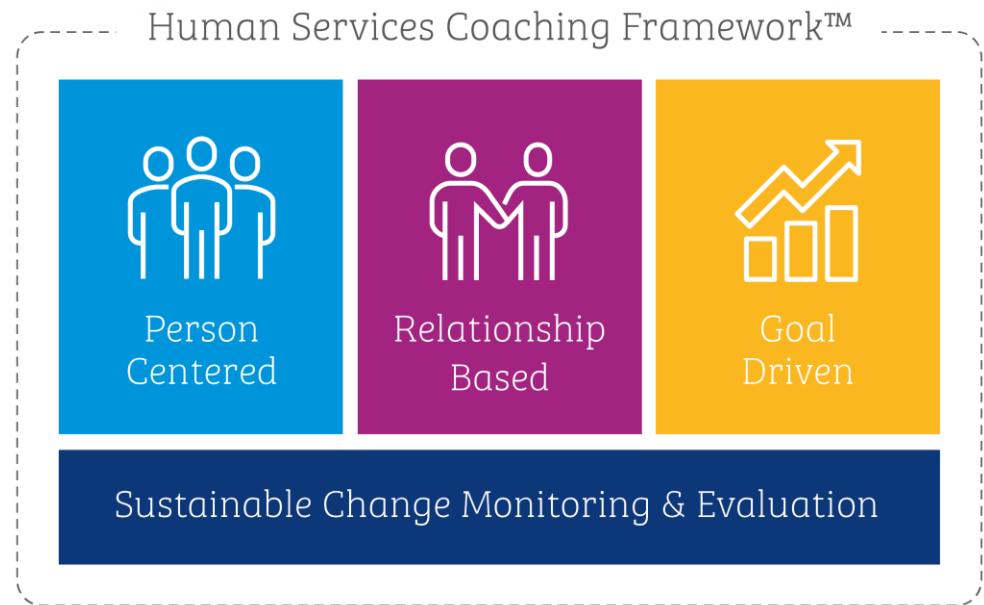 Human Services Coaching Framework™
Person
Centered
Relationship
Based
Goal
Driven
Sustainable Change Monitoring & Evaluation